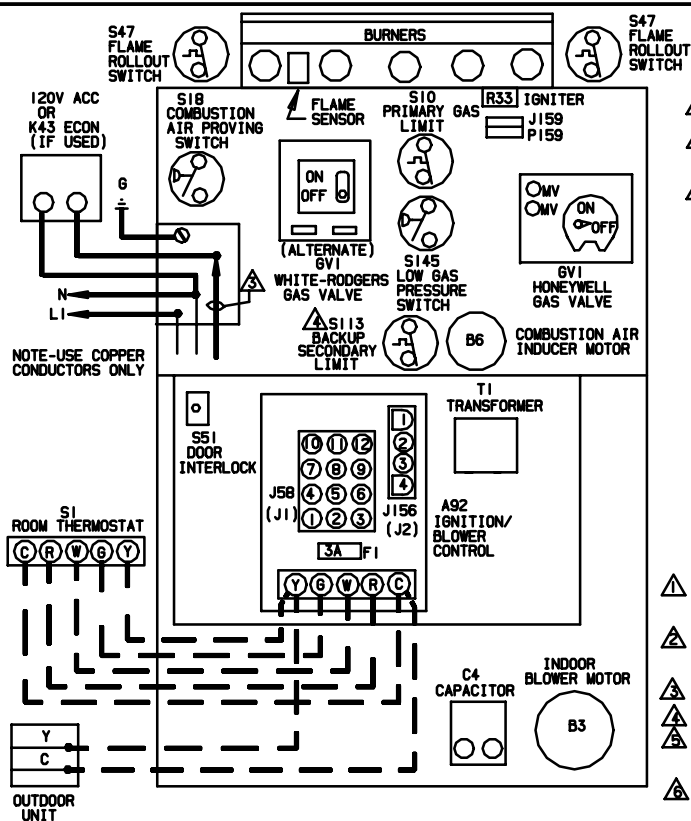 S47
FLAME
ROLLOUT
SWITCH
BURNERS
S47
FLAME
ROLLOUT
SWITCH
120V ACC
OR
K43 ECON
(IF USED)
S18
COMBUSTION
AIR PROVING
SWITCH
FLAME
SENSOR
S10
PRIMARY GAS
LIMIT
R33 IGNITER
J159
P159
G
ON
OFF
(ALTERNATE)
GV1
WHITE-RODGERS
GAS VALVE
S145
LOW GAS
PRESSURE
SWITCH
MV
MV
ON
OFF
GV1
HONEYWELL
GAS VALVE
3
N
L1
NOTE-USE COPPER
CONDUCTORS ONLY
4 S113
BACKUP
SECONDARY
LIMIT
B6
COMBUSTION AIR
INDUCER MOTOR
S51
DOOR
INTERLOCK
T1
TRANSFORMER
10 11 12
7 8 9
4 5 6
1 2 3
J58
(J1)
1
2
3
4
J156
(J2)
A92
IGNITION/
BLOWER
CONTROL
3A F1
S1
ROOM THERMOSTAT
C R W G Y
Y G W R C
C4
CAPACITOR
INDOOR
BLOWER MOTOR
B3
Y
C
OUTDOOR
UNIT
1
2
3
4
5
6